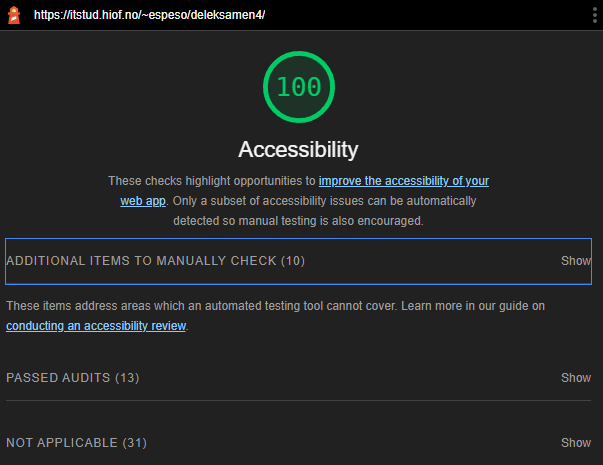 https://itstud.hiof.no/~espeso/deleksamen4/
100
Accessibility
These checks highlight opportunities to improve the accessibility of your
web app. Only a subset of accessibility issues can be automatically
detected so manual testing is also encouraged.
ADDITIONAL ITEMS TO MANUALLY CHECK (10) Show
These items address areas which an automated testing tool cannot cover. Learn more in our guide on
conducting an accessibility review.
PASSED AUDITS (13) Show
NOT APPLICABLE (31) Show